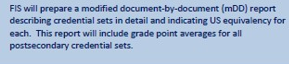 FIS will prepare a modified document-by-document (mDD) report
describing credential sets in detail and indicating US equivalency for
each.  This report will include grade point averages for all
postsecondary credential sets.